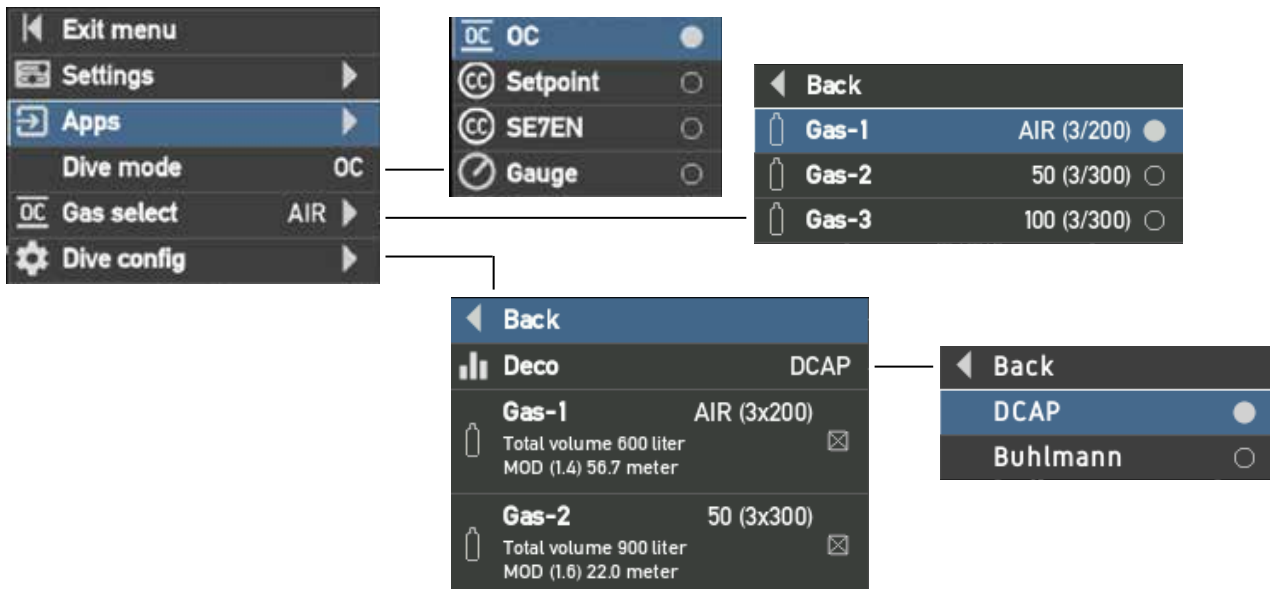 Exit menu
Settings
Apps
Dive mode OC
OC Gas select AIR
Dive config
OC OC
CC Setpoint
CC SE7EN
Gauge
Back
Gas-1 AIR (3/200)
Gas-2 50 (3/300)
Gas-3 100 (3/300)
Back
Deco DCAP
Gas-1 AIR (3x200)
Total volume 600 liter
MOD (1.4) 56.7 meter
Gas-2 50 (3x300)
Total volume 900 liter
MOD (1.6) 22.0 meter
Back
DCAP
Buhlmann